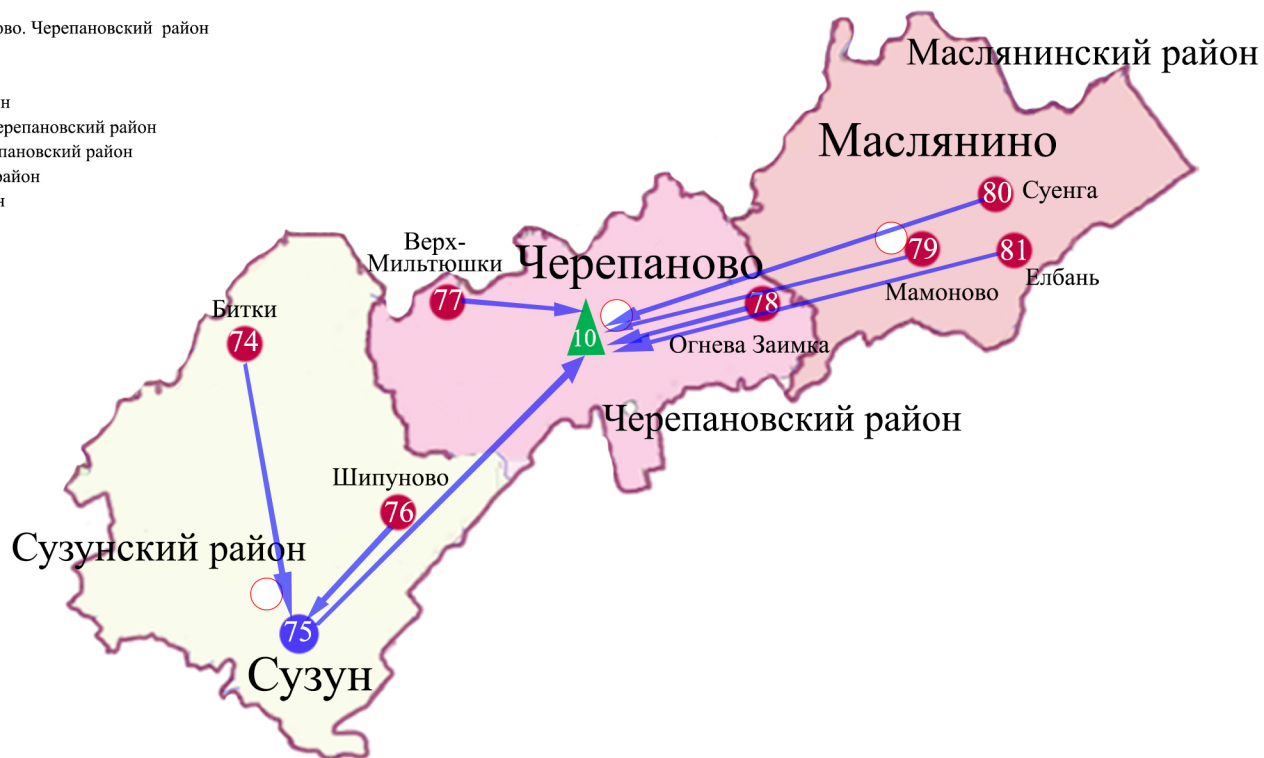 ово. Черепановский район
н
ерепановский район
пановский район
район
н
Маслянинский район
Маслянино
80 Суенга
79
81
Мамоново
Елбань
Верх-
Мильтюшки
Черепаново
77
78
10
Огнева Заимка
Черепановский район
Битки
74
Шипуново
76
Сузунский район
75
Сузун